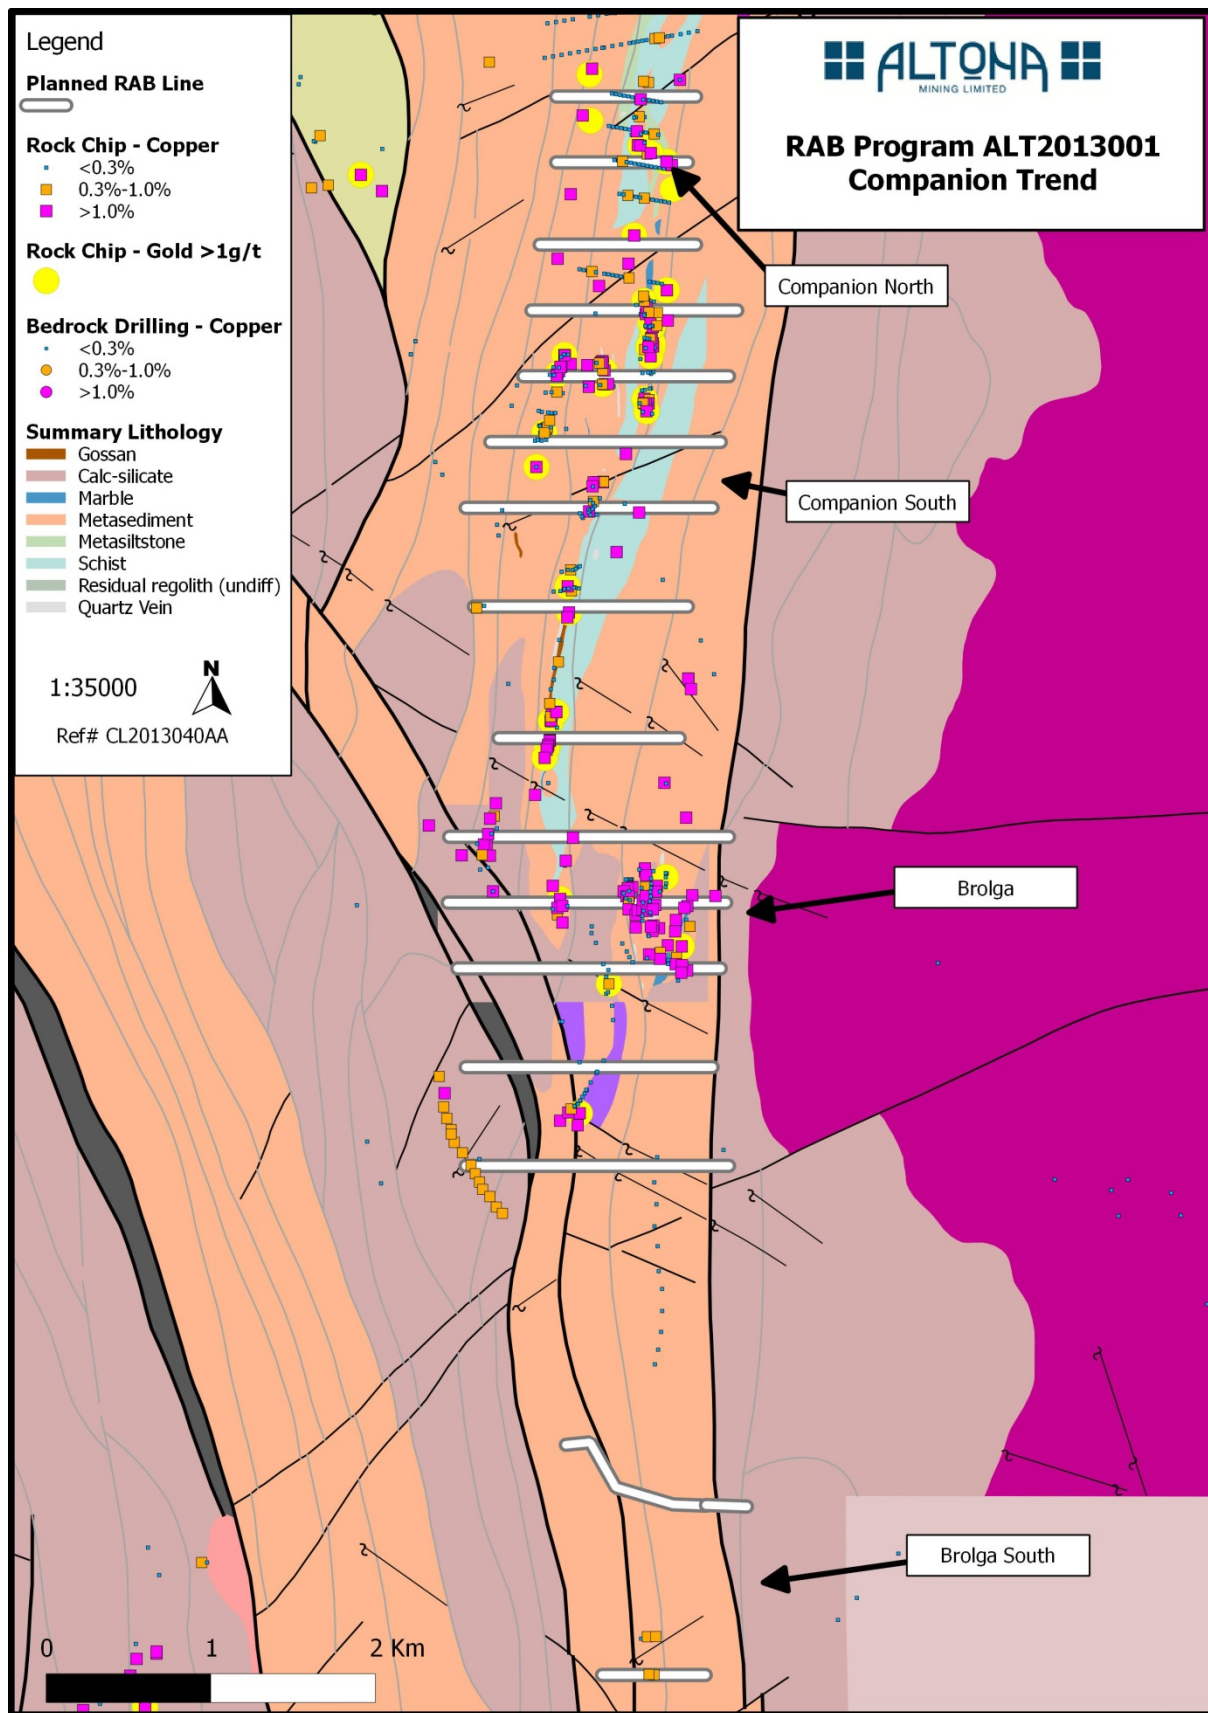 Legend
Planned RAB Line
Rock Chip - Copper
<0.3%
0.3%-1.0%
>1.0%
Rock Chip - Gold >1g/t
Bedrock Drilling - Copper
<0.3%
0.3%-1.0%
>1.0%
Summary Lithology
Gossan
Calc-silicate
Marble
Metasediment
Metasiltstone
Schist
Residual regolith (undiff)
Quartz Vein
N
1:35000
Ref# CL2013040AA
ALTONA
MINING LIMITED
RAB Program ALT2013001
Companion Trend
Companion North
Companion South
Brolga
Brolga South
0 1 2 Km